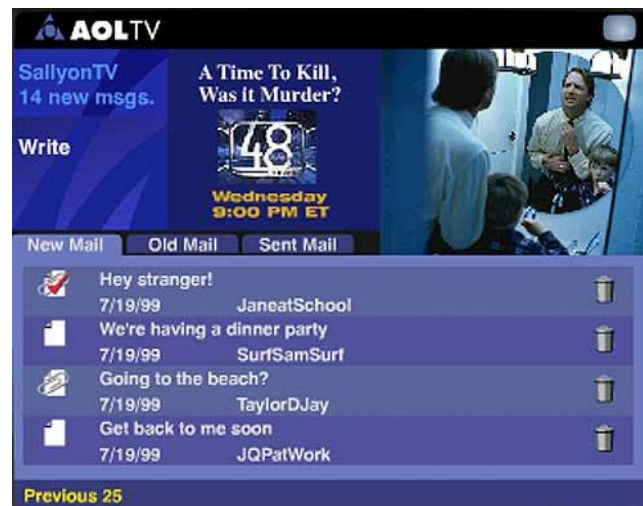 AOLTV
SallyonTV
14 new msgs.
Write
A Time To Kill,
Was it Murder?
48
Wednesday
9:00 PM ET
New Mail
Old Mail
Sent Mail
Hey stranger!
7/19/99 JaneatSchool
We're having a dinner party
7/19/99 SurfSamSurf
Going to the beach?
7/19/99 TaylorDJay
Get back to me soon
7/19/99 JQPatWork
Previous 25